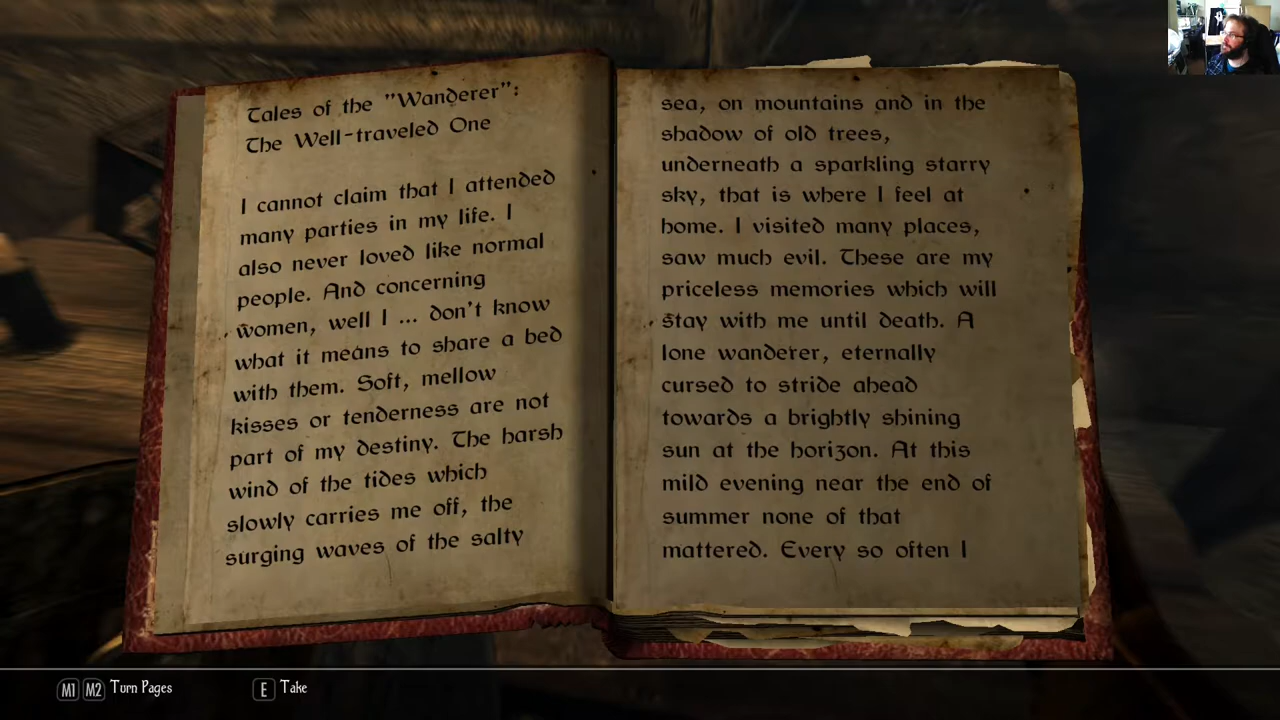 Tales of the "Wanderer":
The Well-traveled One
I cannot claim that I attended
many parties in my life. I
also never loved like normal
people. And concerning
women, well I ... don't know
what it means to share a bed
with them. Soft, mellow
kisses or tenderness are not
part of my destiny. The harsh
wind of the tides which
slowly carries me off, the
surging waves of the salty
sea, on mountains and in the
shadow of old trees,
underneath a sparkling starry
sky, that is where I feel at
home. I visited many places,
saw much evil. These are my
priceless memories which will
stay with me until death. A
lone wanderer, eternally
cursed to stride ahead
towards a brightly shining
sun at the horizon. At this
mild evening near the end of
summer none of that
mattered. Every so often I
M1 M2 Turn Pages
E Take